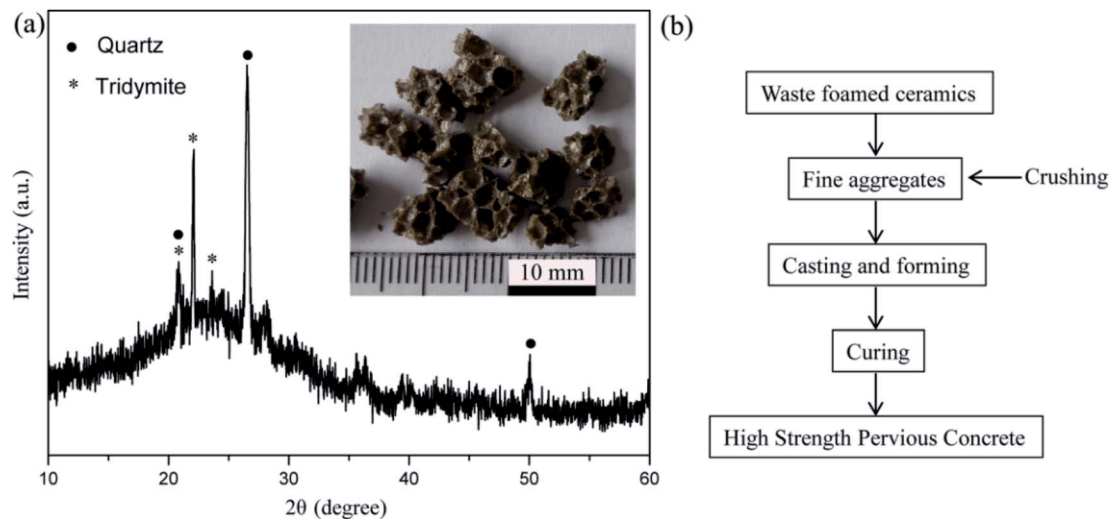 (a)
● Quartz
* Tridymite
●
*
●
*
*
●
10 mm
Intensity (a.u.)
10 20 30 40 50 60
2θ (degree)
(b)
Waste foamed ceramics
Fine aggregates
Crushing
Casting and forming
Curing
High Strength Pervious Concrete